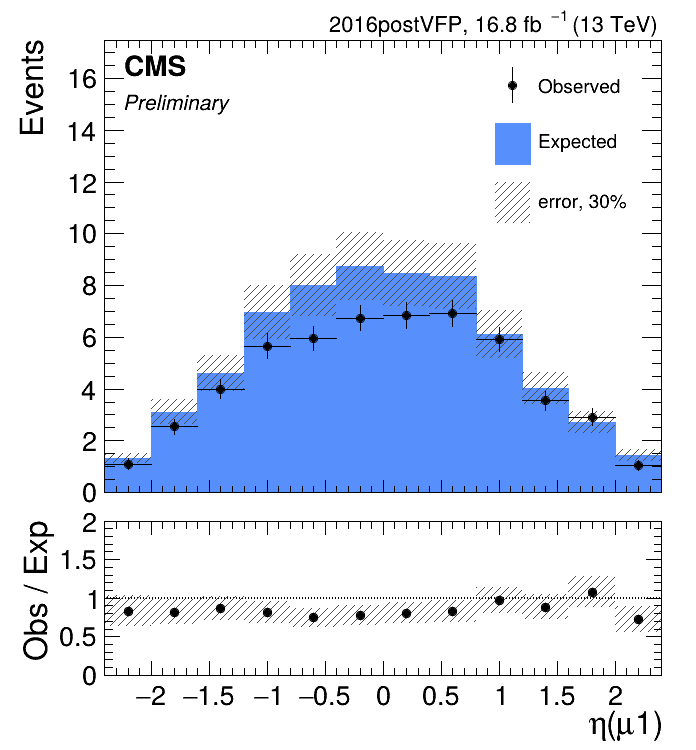 2016postVFP, 16.8 fb⁻¹ (13 TeV)
Events
CMS
Preliminary
Observed
Expected
error, 30%
16
14
12
10
8
6
4
2
0
Obs / Exp
2
1.5
1
0.5
0
−2 −1.5 −1 −0.5 0 0.5 1 1.5 2
η(μ1)